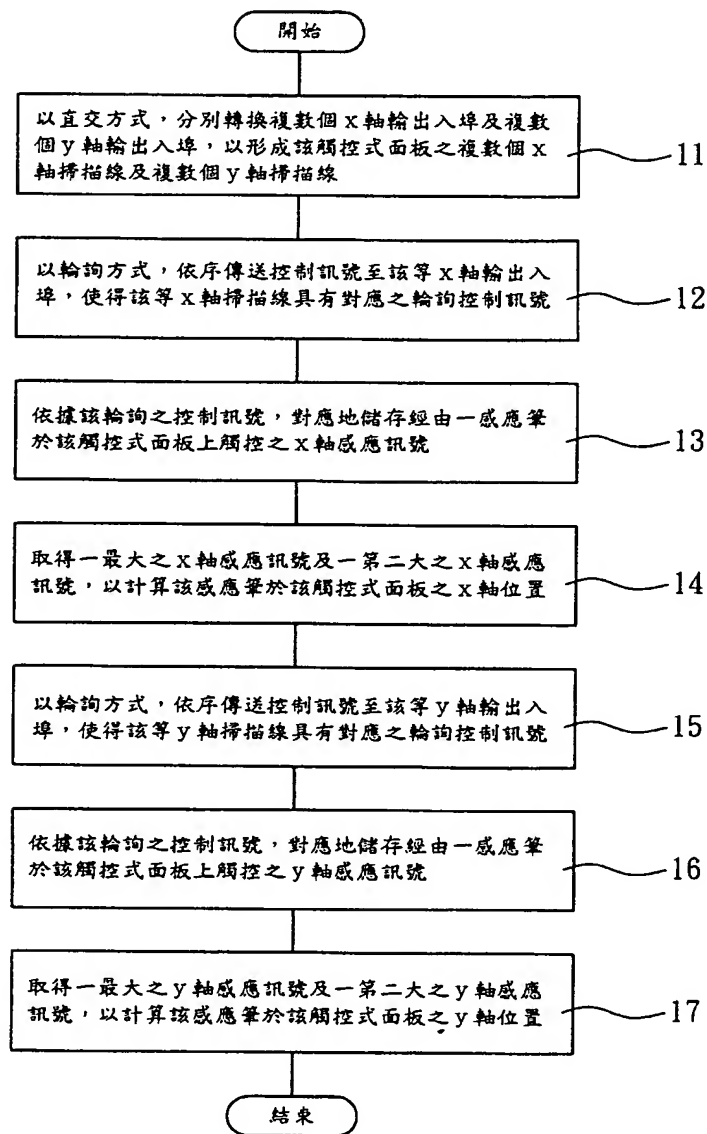 開始
以直交方式，分別轉換複數個x軸輸出入埠及複數
個y軸輸出入埠，以形成該觸控式面板之複數個x
軸掃描線及複數個y軸掃描線
11
以輪詢方式，依序傳送控制訊號至該等x軸輸出入
埠，使得該等x軸掃描線具有對應之輪詢控制訊號
12
依據該輪詢之控制訊號，對應地儲存經由一感應筆
於該觸控式面板上觸控之x軸感應訊號
13
取得一最大之x軸感應訊號及一第二大之x軸感應
訊號，以計算該感應筆於該觸控式面板之x軸位置
14
以輪詢方式，依序傳送控制訊號至該等y軸輸出入
埠，使得該等y軸掃描線具有對應之輪詢控制訊號
15
依據該輪詢之控制訊號，對應地儲存經由一感應筆
於該觸控式面板上觸控之y軸感應訊號
16
取得一最大之y軸感應訊號及一第二大之y軸感應
訊號，以計算該感應筆於該觸控式面板之y軸位置
17
結束